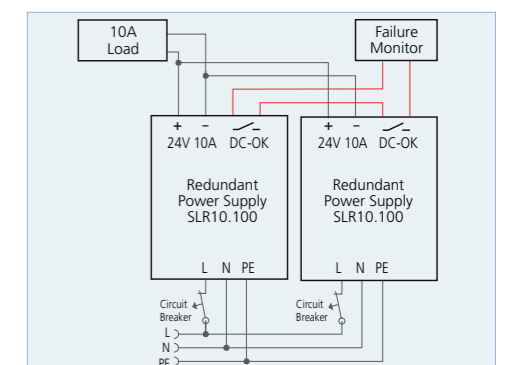 10A
Load
Failure
Monitor
+ −
24V 10A DC-OK
+ −
24V 10A DC-OK
Redundant
Power Supply
SLR10.100
Redundant
Power Supply
SLR10.100
L N PE
L N PE
Circuit
Breaker
Circuit
Breaker
L
N
PE